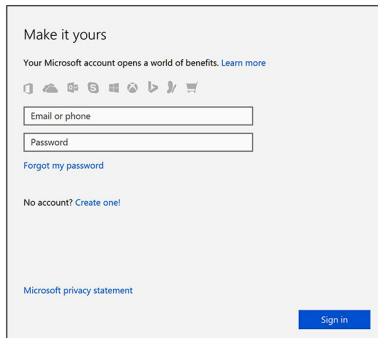 Make it yours
Your Microsoft account opens a world of benefits. Learn more
Email or phone
Password
Forgot my password
No account? Create one!
Microsoft privacy statement
Sign in